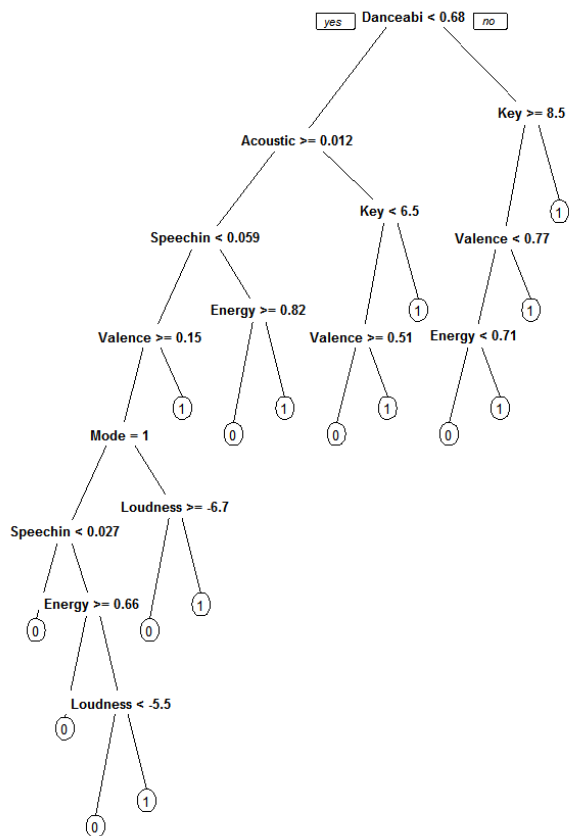 yes Danceabi < 0.68 no
Key >= 8.5
Acoustic >= 0.012
Key < 6.5
1
Speechin < 0.059
Valence < 0.77
Energy >= 0.82
1
1
Valence >= 0.15
Valence >= 0.51
Energy < 0.71
1
1
1
1
0
0
0
Mode = 1
Loudness >= -6.7
Speechin < 0.027
Energy >= 0.66
1
0
0
Loudness < -5.5
0
1
0